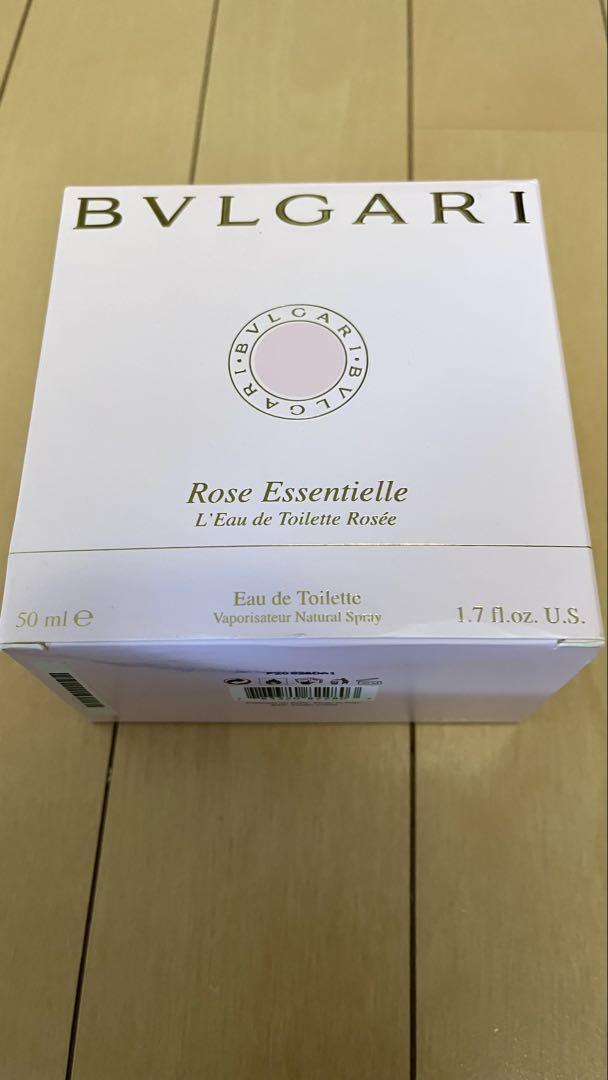 BVLGARI
BVLGARI • BVLGARI •
Rose Essentielle
L'Eau de Toilette Rosée
Eau de Toilette
50 ml e
Vaporisateur Natural Spray
1.7 fl.oz. U.S.